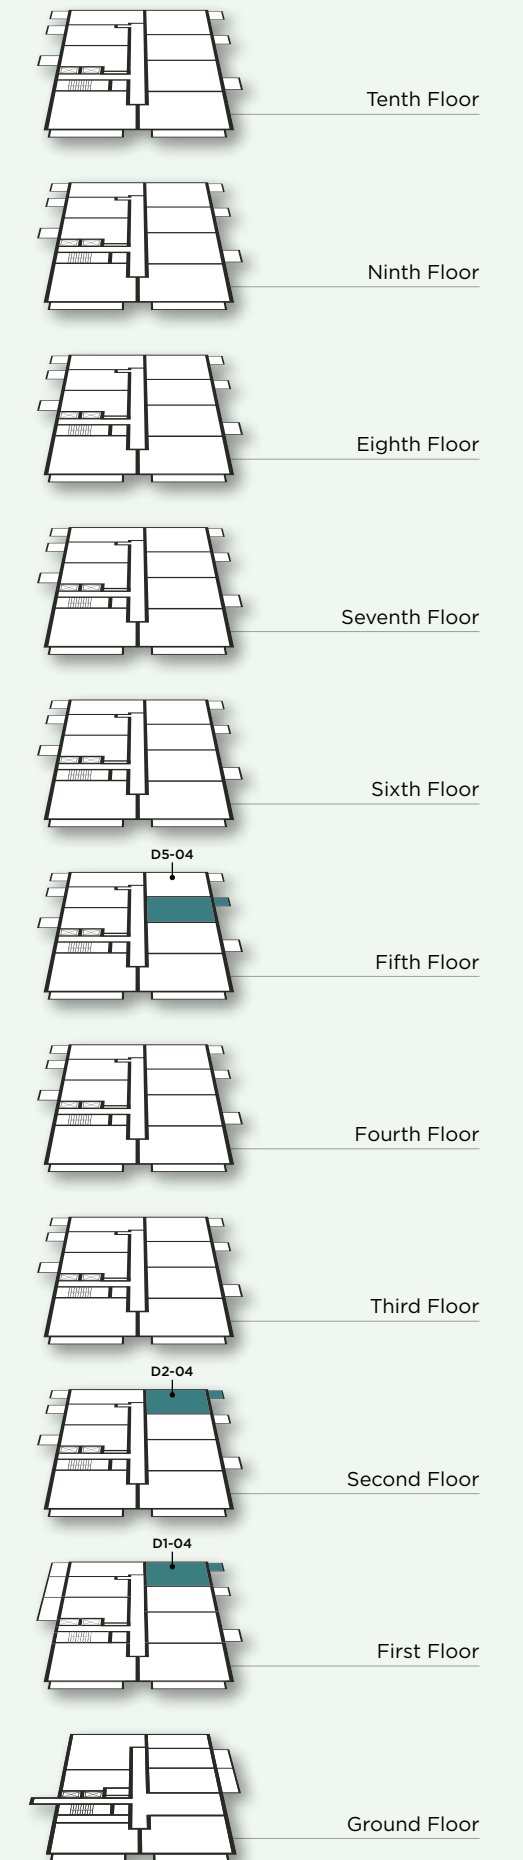 Tenth Floor
Ninth Floor
Eighth Floor
Seventh Floor
Sixth Floor
D5-04
Fifth Floor
Fourth Floor
Third Floor
D2-04
Second Floor
D1-04
First Floor
Ground Floor